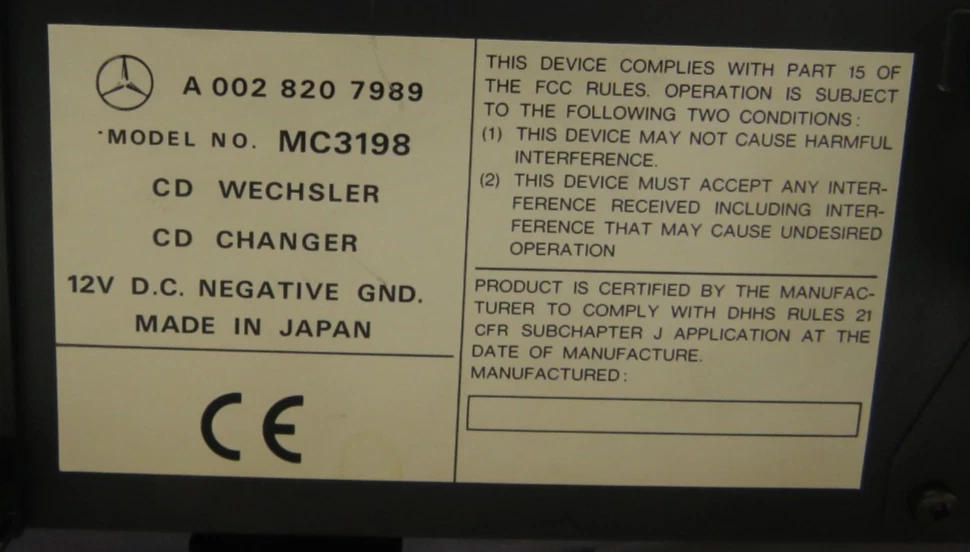 A 002 820 7989
MODEL NO. MC3198
CD WECHSLER
CD CHANGER
12V D.C. NEGATIVE GND.
MADE IN JAPAN
CE
THIS DEVICE COMPLIES WITH PART 15 OF
THE FCC RULES. OPERATION IS SUBJECT
TO THE FOLLOWING TWO CONDITIONS:
(1) THIS DEVICE MAY NOT CAUSE HARMFUL
INTERFERENCE.
(2) THIS DEVICE MUST ACCEPT ANY INTER-
FERENCE RECEIVED INCLUDING INTER-
FERENCE THAT MAY CAUSE UNDESIRED
OPERATION
PRODUCT IS CERTIFIED BY THE MANUFAC-
TURER TO COMPLY WITH DHHS RULES 21
CFR SUBCHAPTER J APPLICATION AT THE
DATE OF MANUFACTURE.
MANUFACTURED: